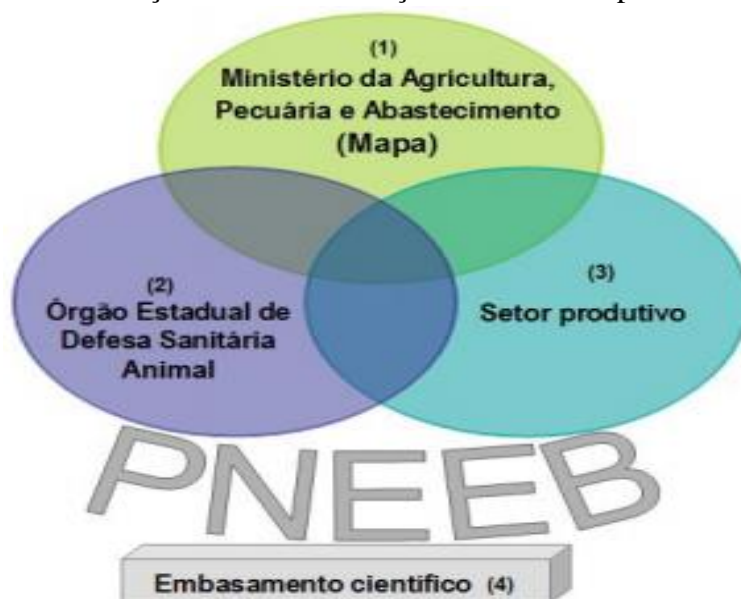 (1)
Ministério da Agricultura,
Pecuária e Abastecimento
(Mapa)
(2)
Órgão Estadual de
Defesa Sanitária
Animal
(3)
Setor produtivo
PNEEB
Embasamento científico (4)